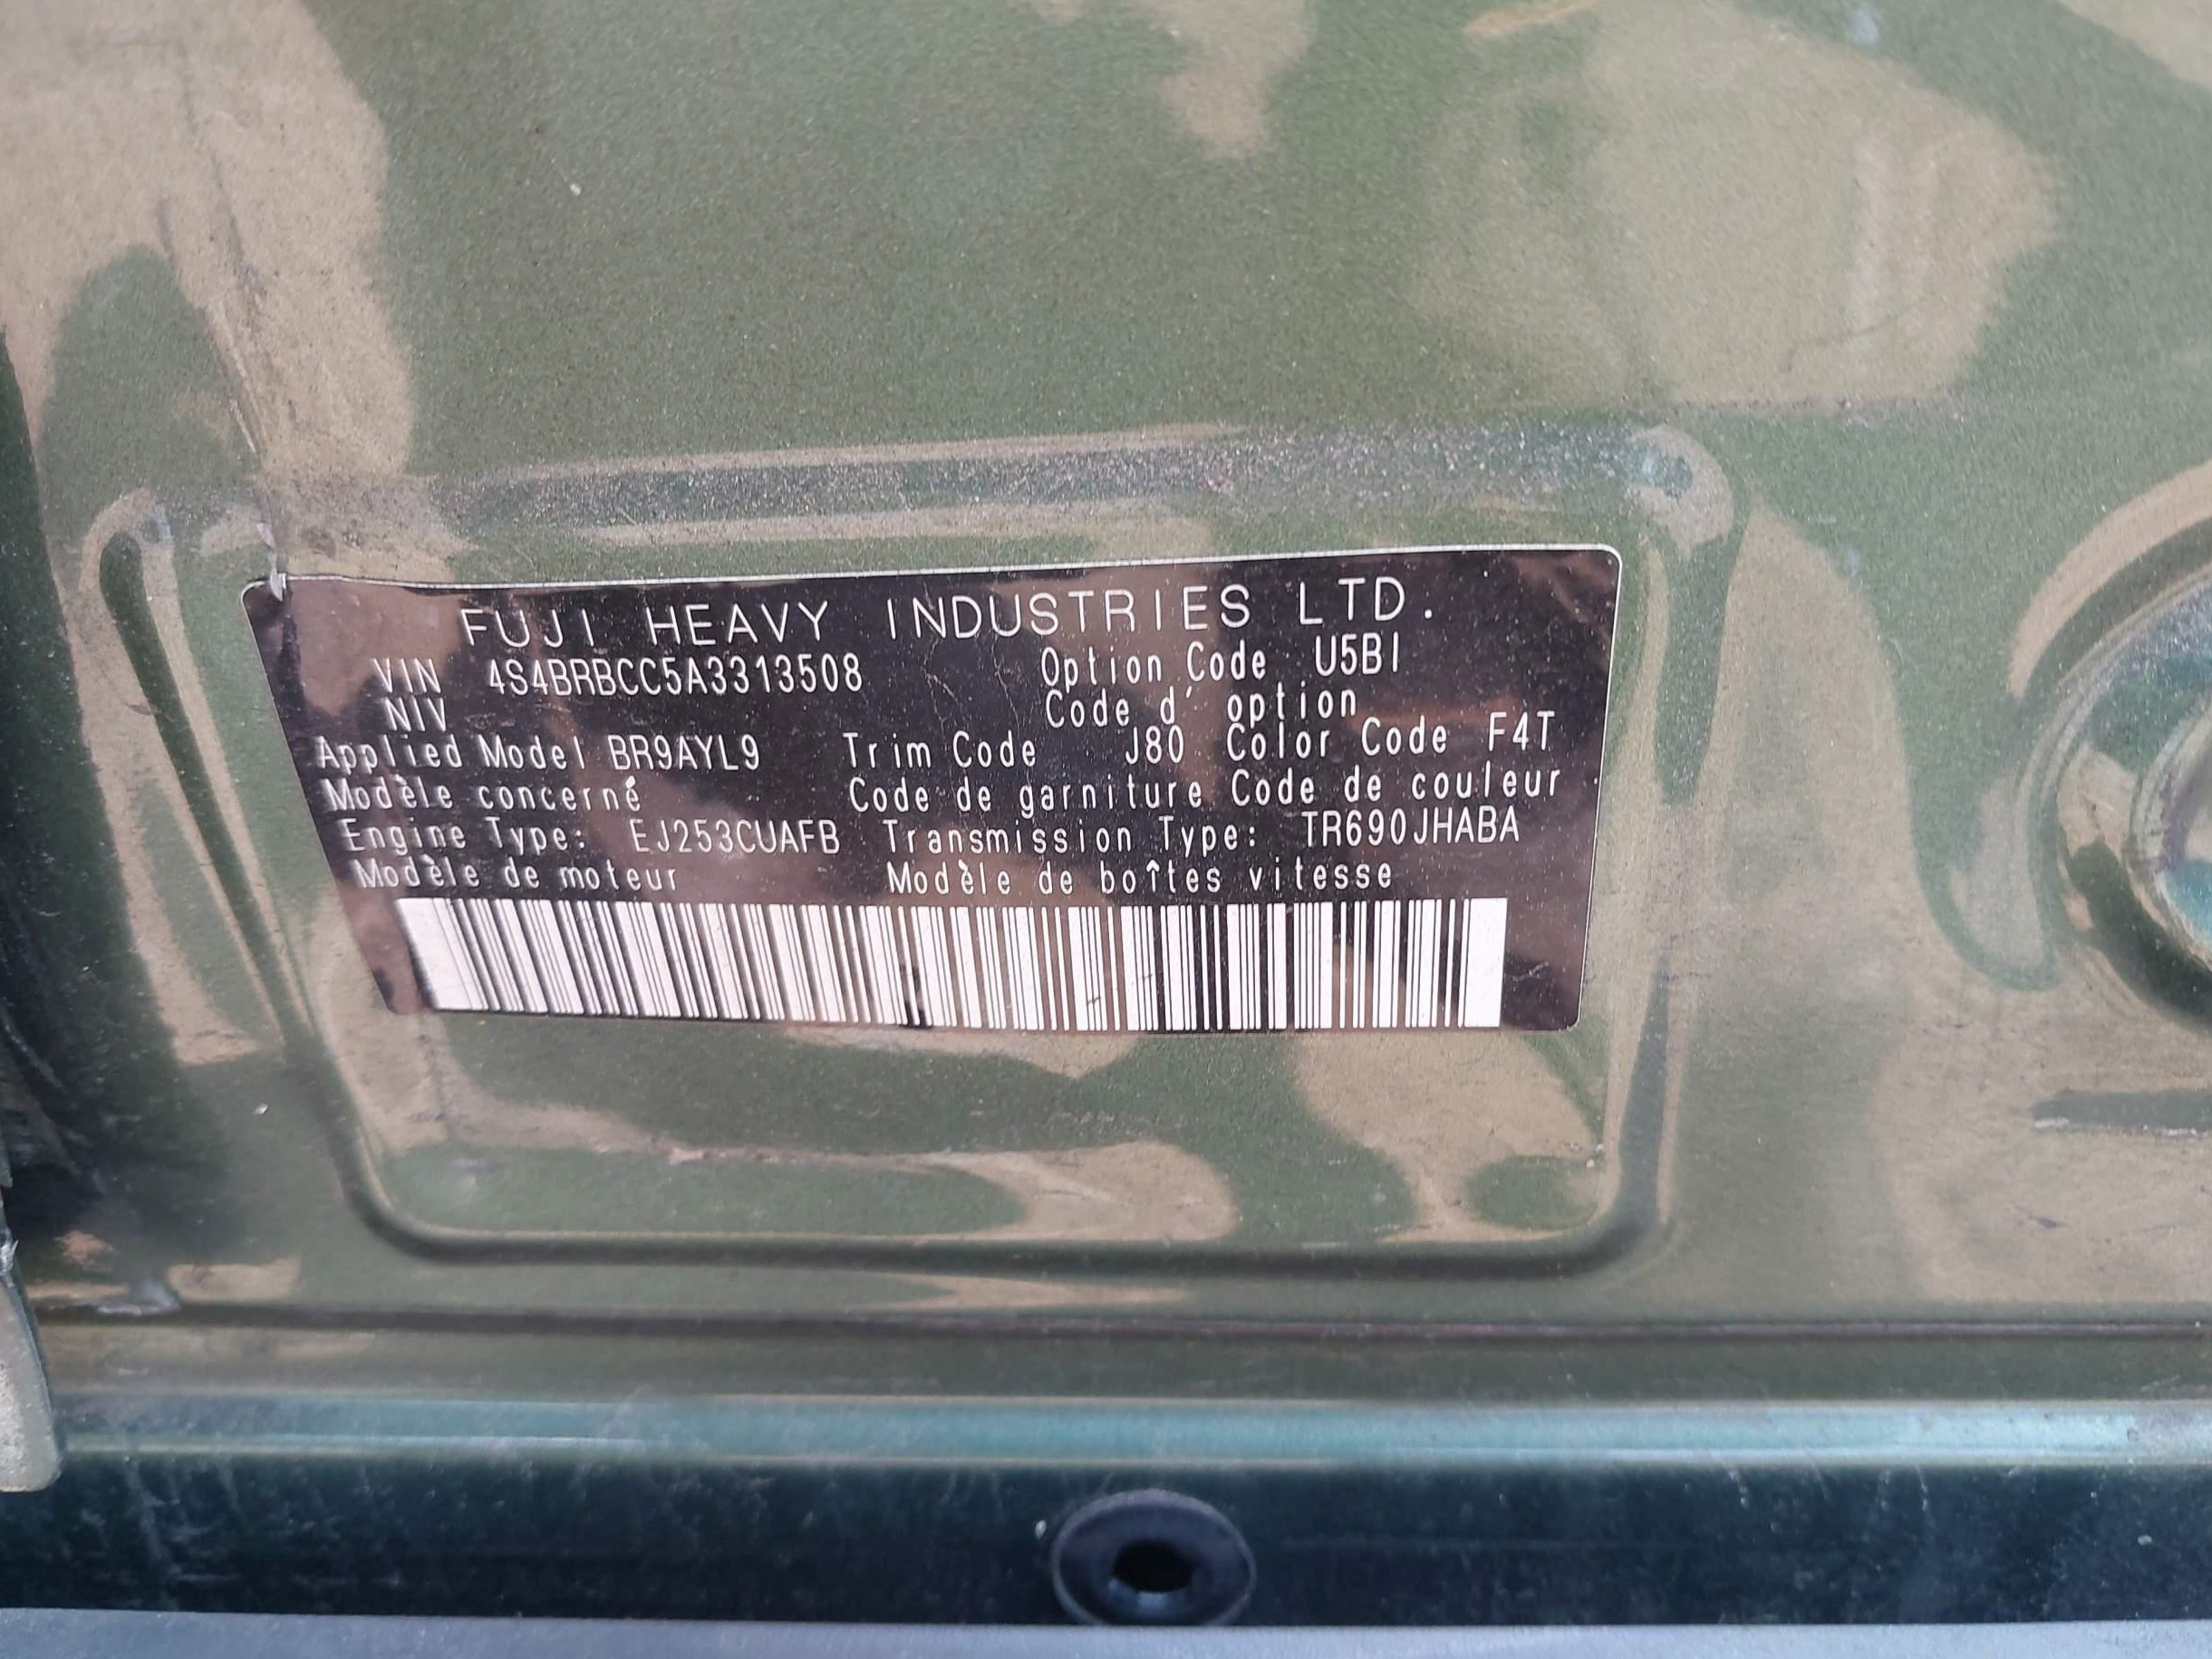 FUJI HEAVY INDUSTRIES LTD.
VIN 4S4BRBCC5A3313508 Option Code U5BI
NIV Code d' option
Applied Model BR9AYL9 Trim Code J80 Color Code F4T
Modèle concerné Code de garniture Code de couleur
Engine Type: EJ253CUAFB Transmission Type: TR690JHABA
Modèle de moteur Modèle de boîtes vitesse